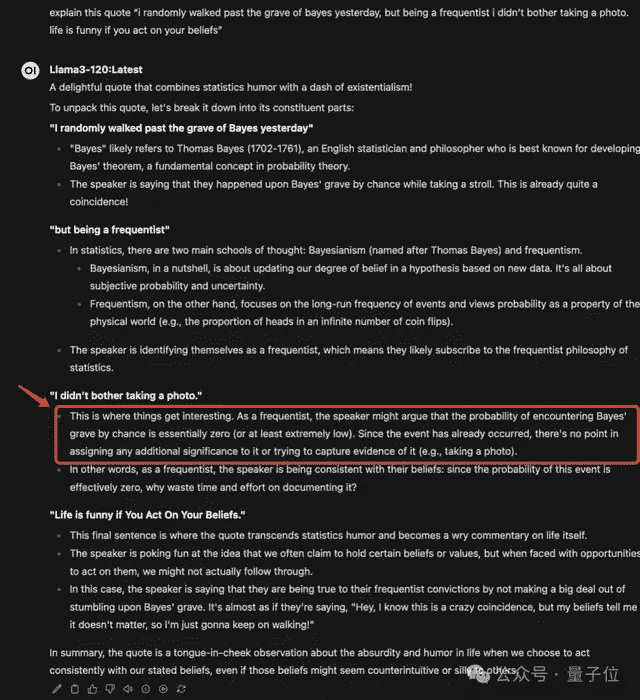 explain this quote "i randomly walked past the grave of bayes yesterday, but being a frequentist i didn't bother taking a photo.
life is funny if you act on your beliefs"
OI
Llama3-120:Latest
A delightful quote that combines statistics humor with a dash of existentialism!
To unpack this quote, let's break it down into its constituent parts:
"I randomly walked past the grave of Bayes yesterday"
"Bayes" likely refers to Thomas Bayes (1702-1761), an English statistician and philosopher who is best known for developing
Bayes' theorem, a fundamental concept in probability theory.
The speaker is saying that they happened upon Bayes' grave by chance while taking a stroll. This is already quite a
coincidence!
"but being a frequentist"
In statistics, there are two main schools of thought: Bayesianism (named after Thomas Bayes) and frequentism.
Bayesianism, in a nutshell, is about updating our degree of belief in a hypothesis based on new data. It's all about
subjective probability and uncertainty.
Frequentism, on the other hand, focuses on the long-run frequency of events and views probability as a property of the
physical world (e.g., the proportion of heads in an infinite number of coin flips).
The speaker is identifying themselves as a frequentist, which means they likely subscribe to the frequentist philosophy of
statistics.
"I didn't bother taking a photo."
This is where things get interesting. As a frequentist, the speaker might argue that the probability of encountering Bayes'
grave by chance is essentially zero (or at least extremely low). Since the event has already occurred, there's no point in
assigning any additional significance to it or trying to capture evidence of it (e.g., taking a photo).
In other words, as a frequentist, the speaker is being consistent with their beliefs: since the probability of this event is
effectively zero, why waste time and effort on documenting it?
"Life is funny if You Act On Your Beliefs."
This final sentence is where the quote transcends statistics humor and becomes a wry commentary on life itself.
The speaker is poking fun at the idea that we often claim to hold certain beliefs or values, but when faced with opportunities
to act on them, we might not actually follow through.
In this case, the speaker is saying that they are being true to their frequentist convictions by not making a big deal out of
stumbling upon Bayes' grave. It's almost as if they're saying, "Hey, I know this is a crazy coincidence, but my beliefs tell me
it doesn't matter, so I'm just gonna keep on walking!"
In summary, the quote is a tongue-in-cheek observation about the absurdity and humor in life when we choose to act
consistently with our stated beliefs, even if those beliefs might seem counterintuitive or silly to others.
公众号 · 量子位